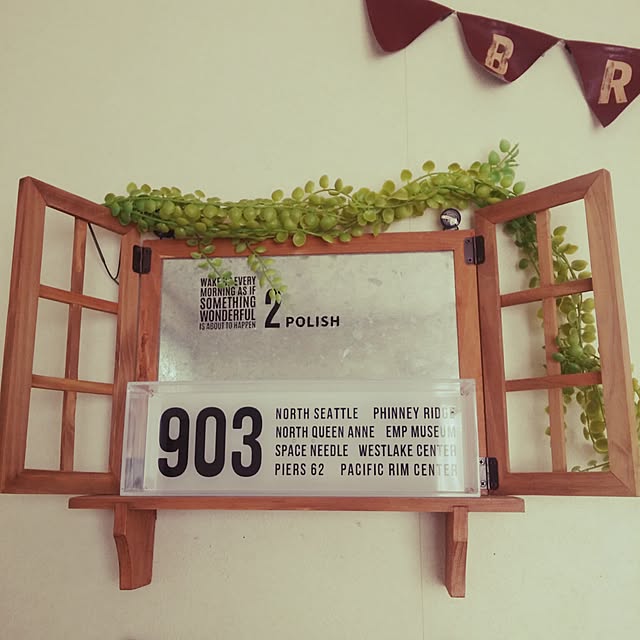 B R
WAKE UP EVERY
MORNING AS IF
SOMETHING
WONDERFUL
IS ABOUT TO HAPPEN
2 POLISH
903
NORTH SEATTLE PHINNEY RIDGE
NORTH QUEEN ANNE EMP MUSEUM
SPACE NEEDLE WESTLAKE CENTER
PIERS 62 PACIFIC RIM CENTER